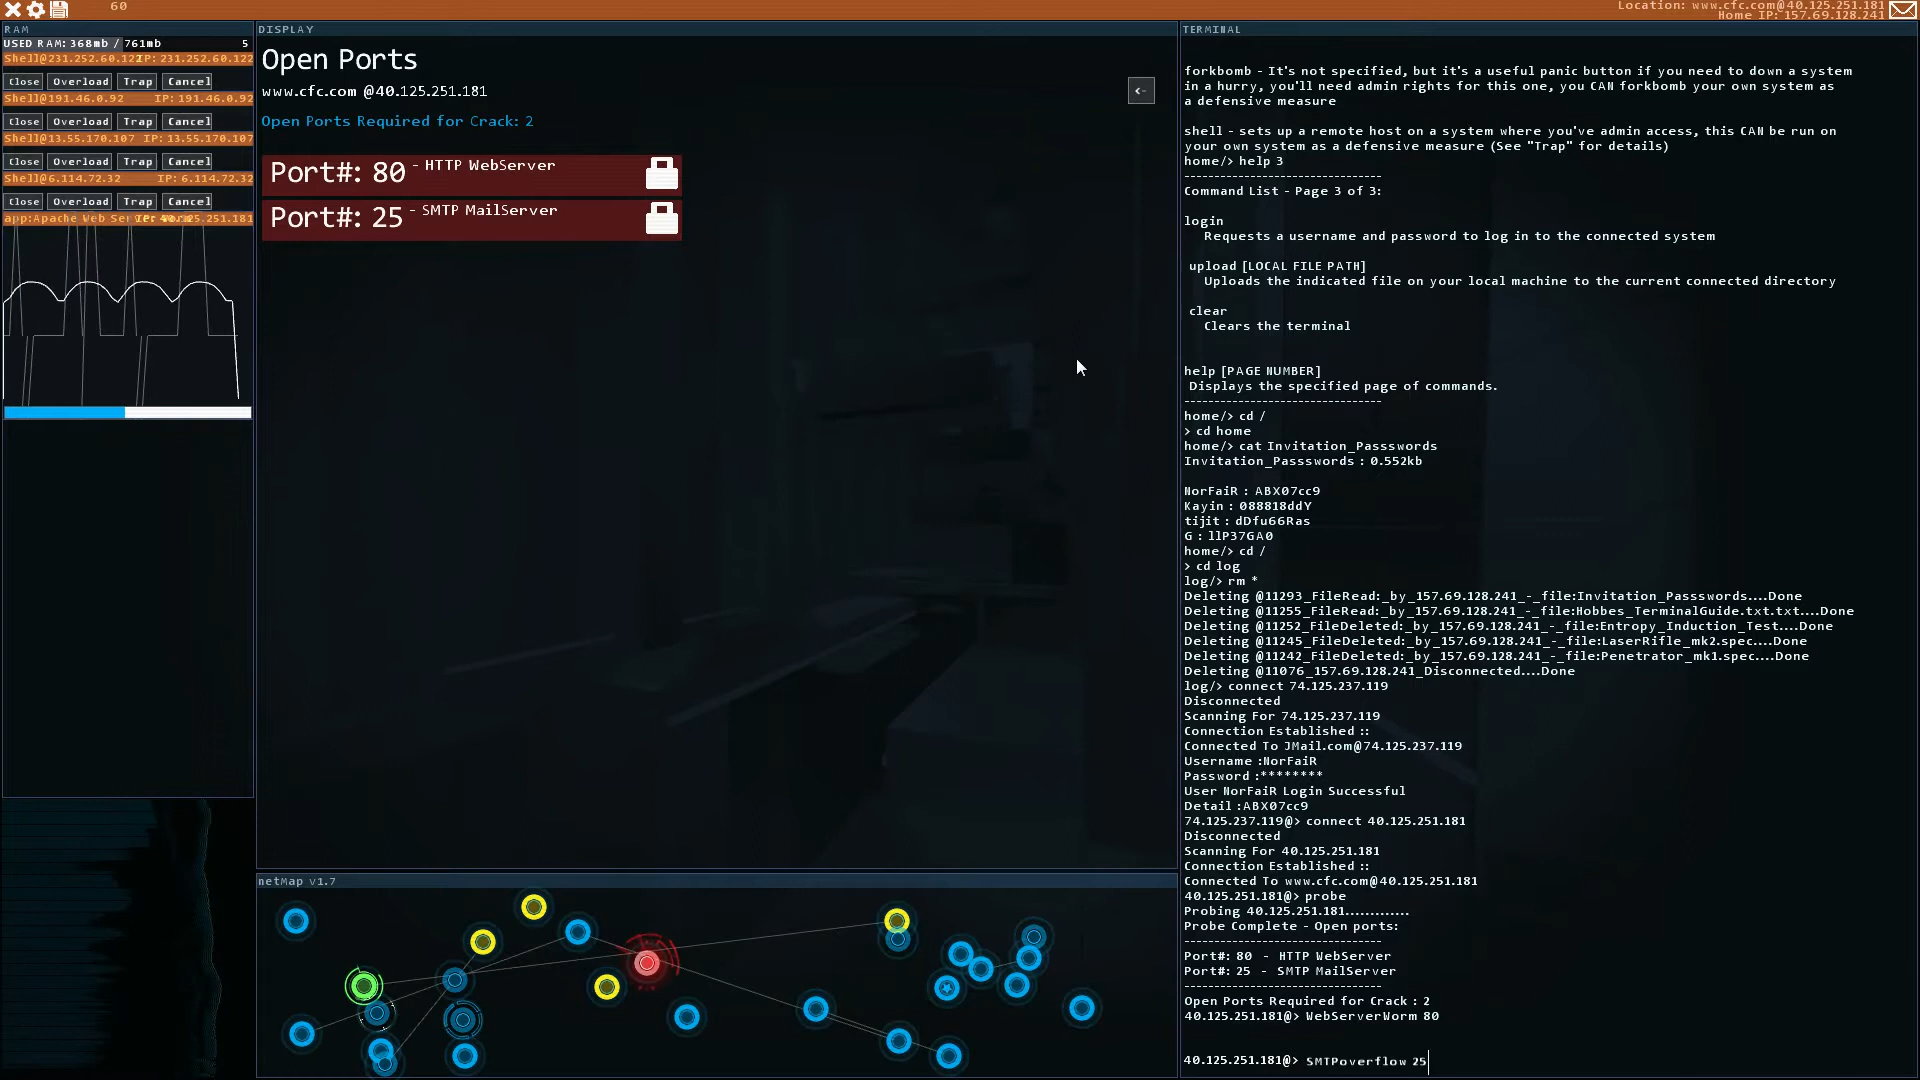 60
Location: www.cfc.com@40.125.251.181
Home IP: 157.69.128.241
RAM
USED RAM: 368mb / 761mb 5
Shell@231.252.60.122 IP: 231.252.60.122
Close Overload Trap Cancel
Shell@191.46.0.92 IP: 191.46.0.92
Close Overload Trap Cancel
Shell@13.55.170.107 IP: 13.55.170.107
Close Overload Trap Cancel
Shell@6.114.72.32 IP: 6.114.72.32
Close Overload Trap Cancel
app:Apache Web Server Worm IP: 40.125.251.181
DISPLAY
Open Ports
www.cfc.com @40.125.251.181
<-
Open Ports Required for Crack: 2
Port#: 80 - HTTP WebServer
Port#: 25 - SMTP MailServer
netMap v1.7
TERMINAL
forkbomb - It's not specified, but it's a useful panic button if you need to down a system
in a hurry, you'll need admin rights for this one, you CAN forkbomb your own system as
a defensive measure
shell - sets up a remote host on a system where you've admin access, this CAN be run on
your own system as a defensive measure (See "Trap" for details)
home/> help 3
--------------------------------
Command List - Page 3 of 3:
login
Requests a username and password to log in to the connected system
upload [LOCAL FILE PATH]
Uploads the indicated file on your local machine to the current connected directory
clear
Clears the terminal
help [PAGE NUMBER]
Displays the specified page of commands.
--------------------------------
home/> cd /
> cd home
home/> cat Invitation_Passswords
Invitation_Passswords : 0.552kb
NorFaiR : ABX07cc9
Kayin : 088818ddY
tijit : dDfu66Ras
G : llP37GA0
home/> cd /
> cd log
log/> rm *
Deleting @11293_FileRead:_by_157.69.128.241_-_file:Invitation_Passswords....Done
Deleting @11255_FileRead:_by_157.69.128.241_-_file:Hobbes_TerminalGuide.txt.txt....Done
Deleting @11252_FileDeleted:_by_157.69.128.241_-_file:Entropy_Induction_Test....Done
Deleting @11245_FileDeleted:_by_157.69.128.241_-_file:LaserRifle_mk2.spec....Done
Deleting @11242_FileDeleted:_by_157.69.128.241_-_file:Penetrator_mk1.spec....Done
Deleting @11076_157.69.128.241_Disconnected....Done
log/> connect 74.125.237.119
Disconnected
Scanning For 74.125.237.119
Connection Established ::
Connected To JMail.com@74.125.237.119
Username :NorFaiR
Password :********
User NorFaiR Login Successful
Detail :ABX07cc9
74.125.237.119@> connect 40.125.251.181
Disconnected
Scanning For 40.125.251.181
Connection Established ::
Connected To www.cfc.com@40.125.251.181
40.125.251.181@> probe
Probing 40.125.251.181.............
Probe Complete - Open ports:
--------------------------------
Port#: 80 - HTTP WebServer
Port#: 25 - SMTP MailServer
--------------------------------
Open Ports Required for Crack : 2
40.125.251.181@> WebServerWorm 80
40.125.251.181@> SMTPoverflow 25